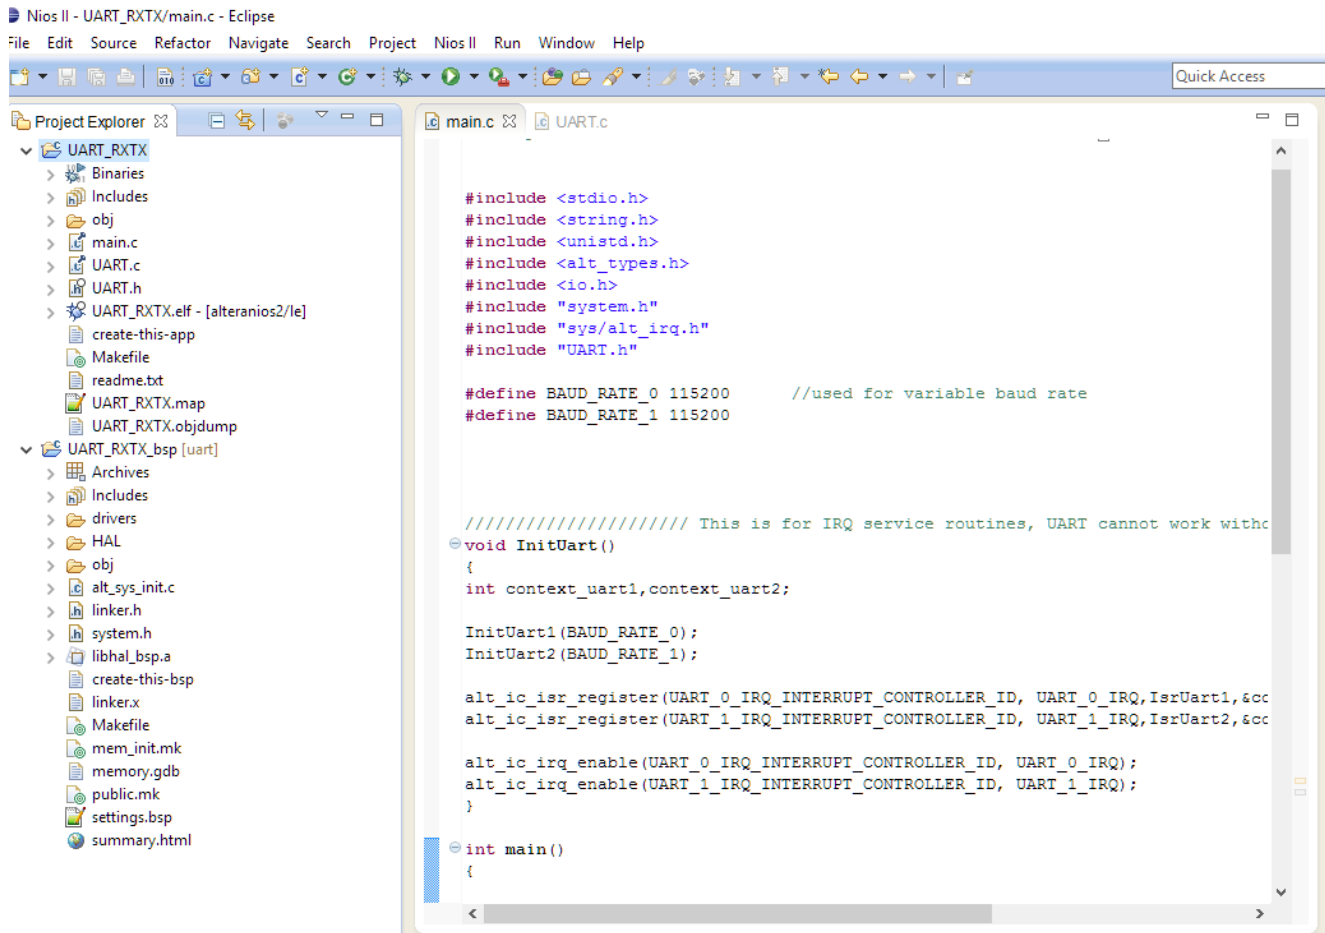 Nios II - UART_RXTX/main.c - Eclipse
File Edit Source Refactor Navigate Search Project Nios II Run Window Help
Quick Access
Project Explorer
UART_RXTX
Binaries
Includes
obj
main.c
UART.c
UART.h
UART_RXTX.elf - [alteranios2/le]
create-this-app
Makefile
readme.txt
UART_RXTX.map
UART_RXTX.objdump
UART_RXTX_bsp [uart]
Archives
Includes
drivers
HAL
obj
alt_sys_init.c
linker.h
system.h
libhal_bsp.a
create-this-bsp
linker.x
Makefile
mem_init.mk
memory.gdb
public.mk
settings.bsp
summary.html
main.c UART.c
#include <stdio.h>
#include <string.h>
#include <unistd.h>
#include <alt_types.h>
#include <io.h>
#include "system.h"
#include "sys/alt_irq.h"
#include "UART.h"
#define BAUD_RATE_0 115200 //used for variable baud rate
#define BAUD_RATE_1 115200
////////////////////// This is for IRQ service routines, UART cannot work witho
void InitUart()
{
int context_uart1,context_uart2;
InitUart1(BAUD_RATE_0);
InitUart2(BAUD_RATE_1);
alt_ic_isr_register(UART_0_IRQ_INTERRUPT_CONTROLLER_ID, UART_0_IRQ,IsrUart1,&co
alt_ic_isr_register(UART_1_IRQ_INTERRUPT_CONTROLLER_ID, UART_1_IRQ,IsrUart2,&co
alt_ic_irq_enable(UART_0_IRQ_INTERRUPT_CONTROLLER_ID, UART_0_IRQ);
alt_ic_irq_enable(UART_1_IRQ_INTERRUPT_CONTROLLER_ID, UART_1_IRQ);
}
int main()
{